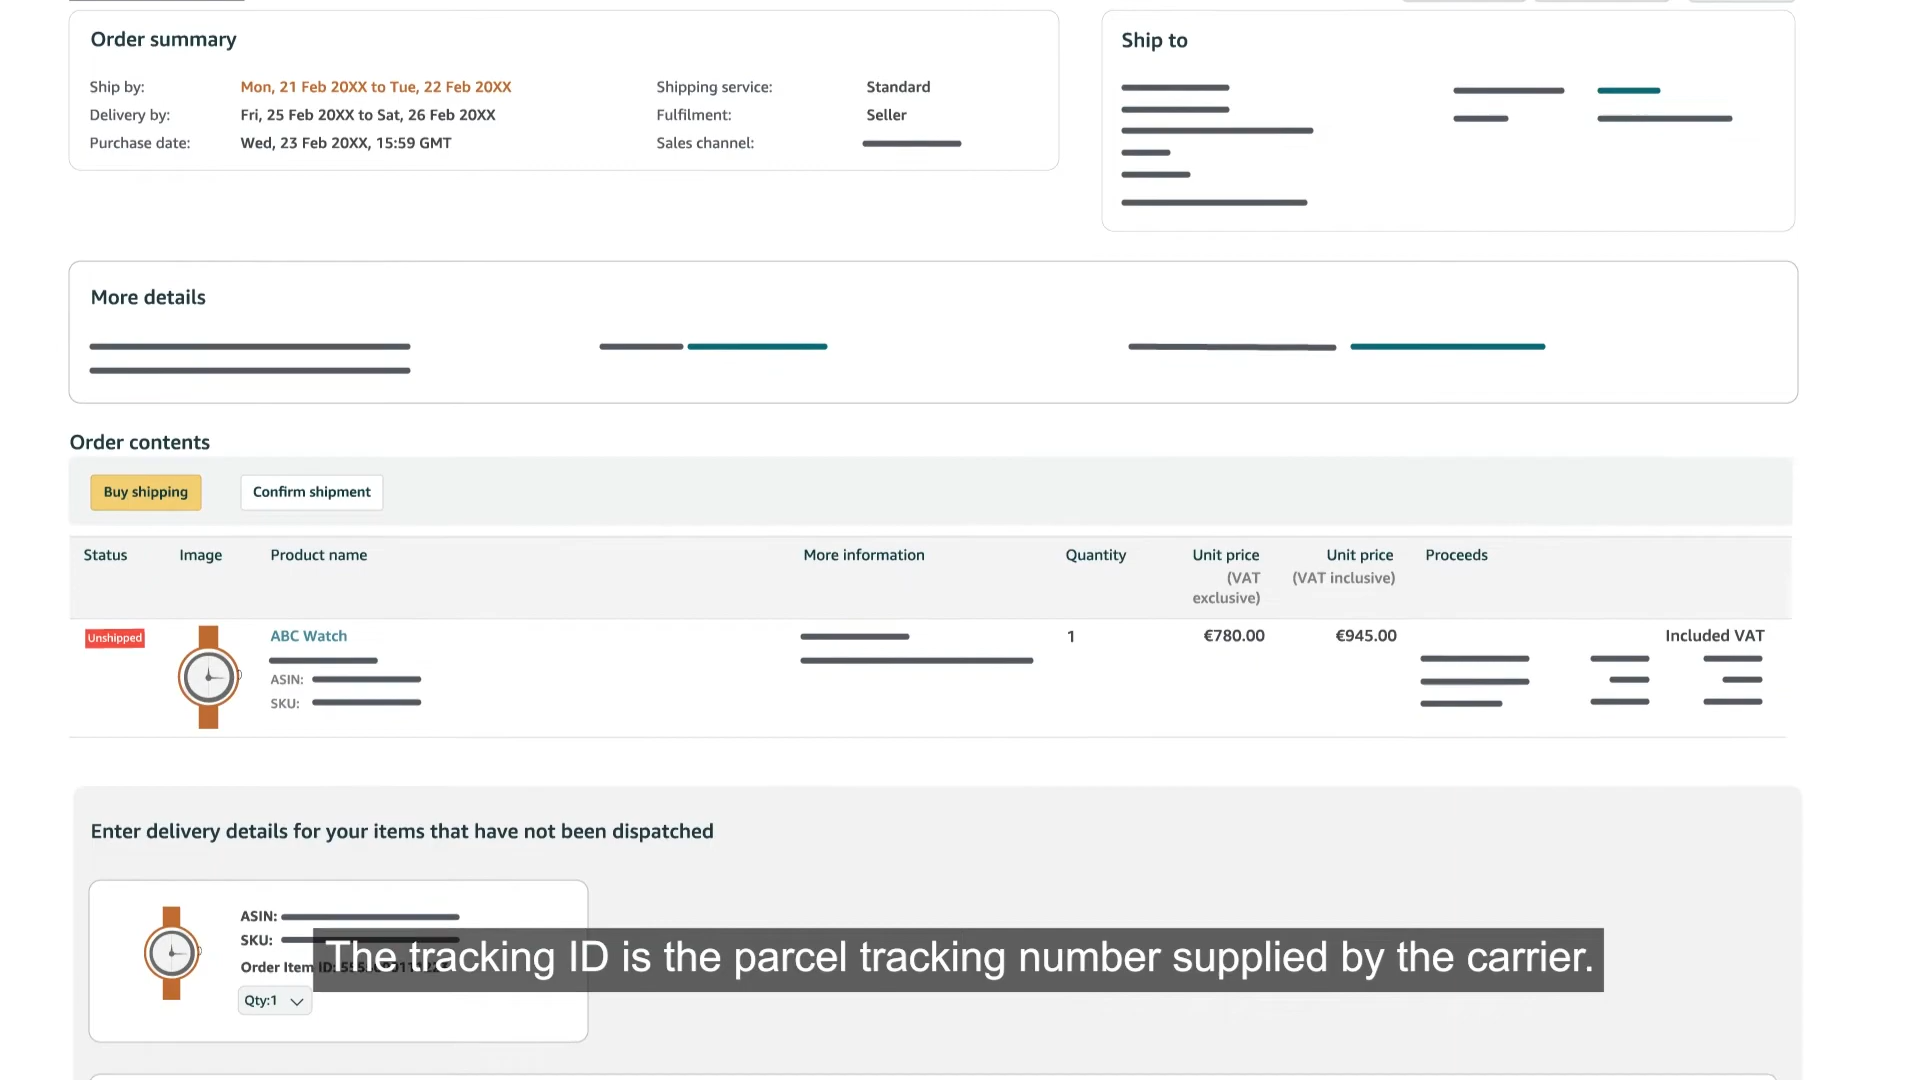 Order summary
Ship by: Mon, 21 Feb 20XX to Tue, 22 Feb 20XX Shipping service: Standard
Delivery by: Fri, 25 Feb 20XX to Sat, 26 Feb 20XX Fulfilment: Seller
Purchase date: Wed, 23 Feb 20XX, 15:59 GMT Sales channel:
Ship to
More details
Order contents
Buy shipping Confirm shipment
Status Image Product name More information Quantity Unit price Unit price Proceeds
(VAT (VAT inclusive)
exclusive)
Unshipped ABC Watch 1 €780.00 €945.00 Included VAT
ASIN:
SKU:
Enter delivery details for your items that have not been dispatched
ASIN:
SKU:
Order Item ID:
The tracking ID is the parcel tracking number supplied by the carrier.
Qty:1